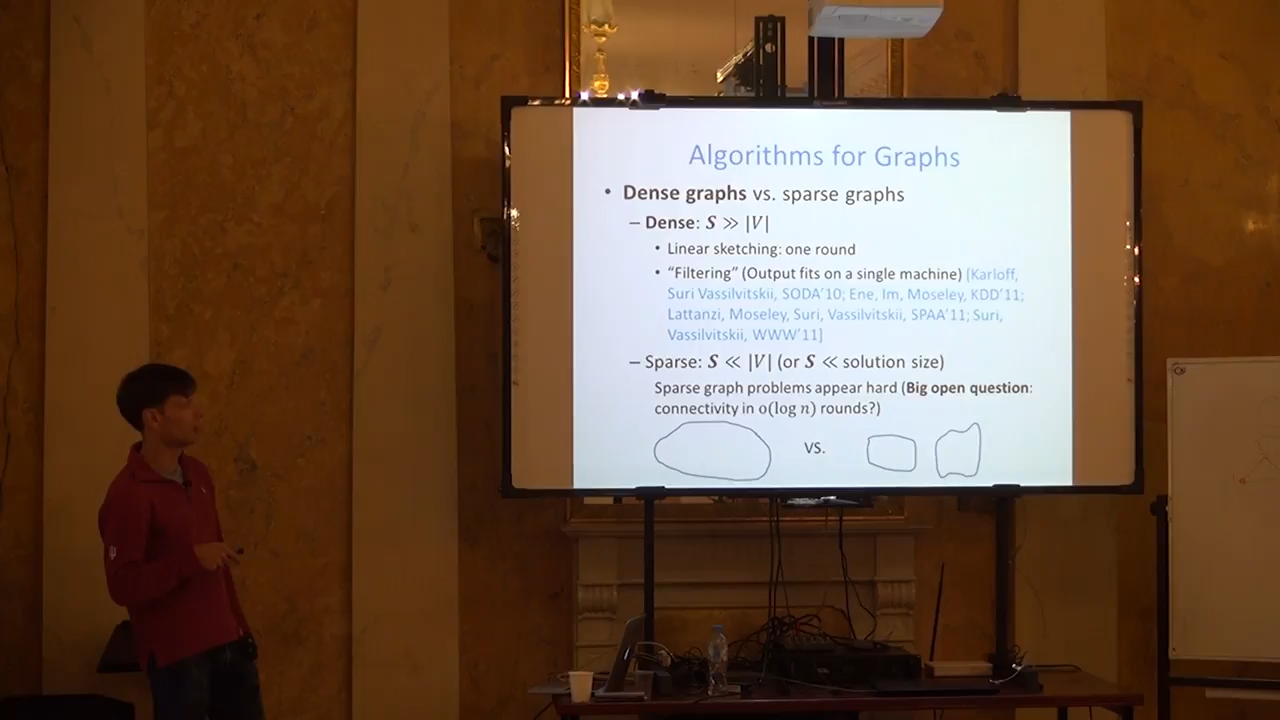 Algorithms for Graphs
• Dense graphs vs. sparse graphs
– Dense: S ≫ |V|
• Linear sketching: one round
• “Filtering” (Output fits on a single machine) [Karloff,
Suri Vassilvitskii, SODA’10; Ene, Im, Moseley, KDD’11;
Lattanzi, Moseley, Suri, Vassilvitskii, SPAA’11; Suri,
Vassilvitskii, WWW’11]
– Sparse: S ≪ |V| (or S ≪ solution size)
Sparse graph problems appear hard (Big open question:
connectivity in o(log n) rounds?)
VS.